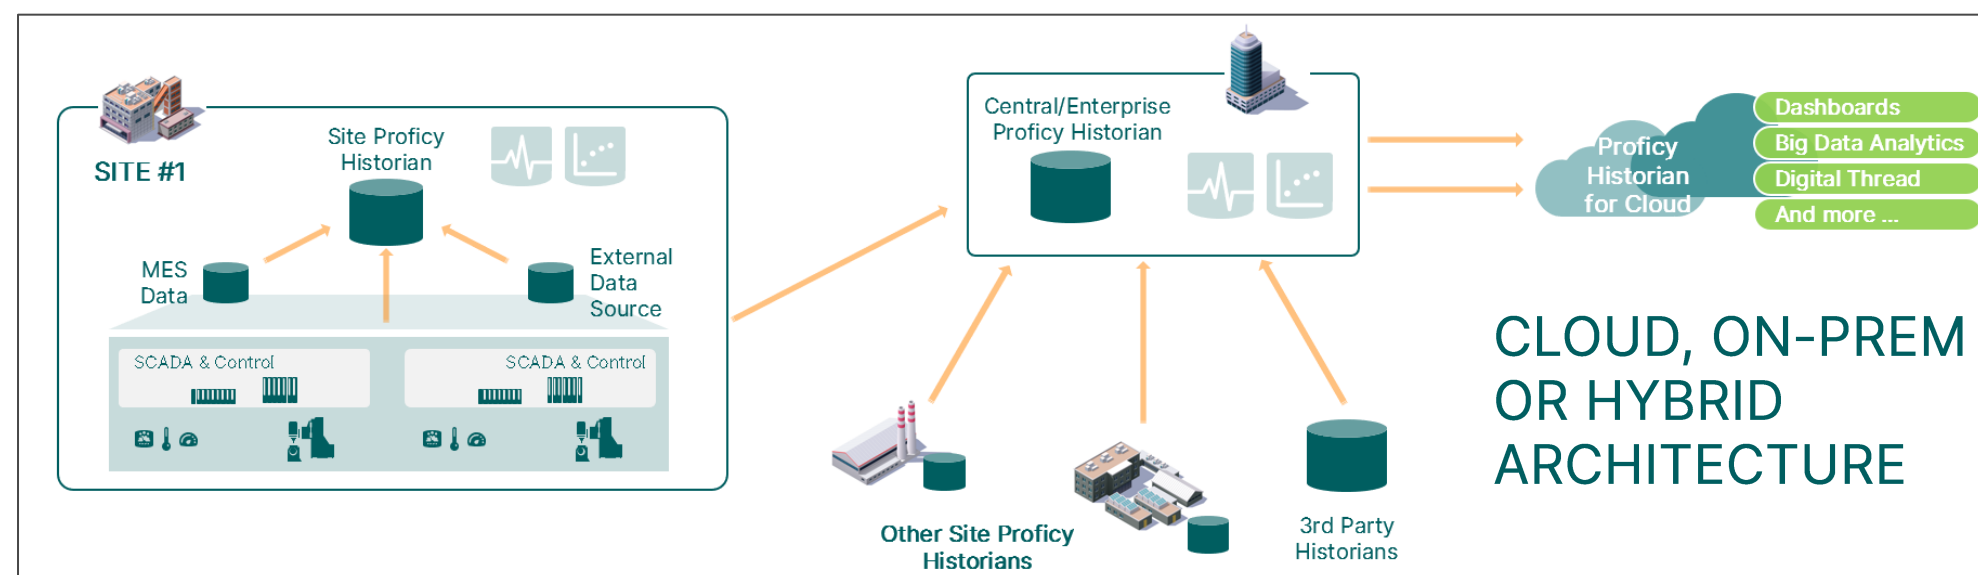 SITE #1
Site Proficy
Historian
MES
Data
External
Data
Source
SCADA & Control
SCADA & Control
Central/Enterprise
Proficy Historian
Other Site Proficy
Historians
3rd Party
Historians
Proficy
Historian
for Cloud
Dashboards
Big Data Analytics
Digital Thread
And more ...
CLOUD, ON-PREM
OR HYBRID
ARCHITECTURE